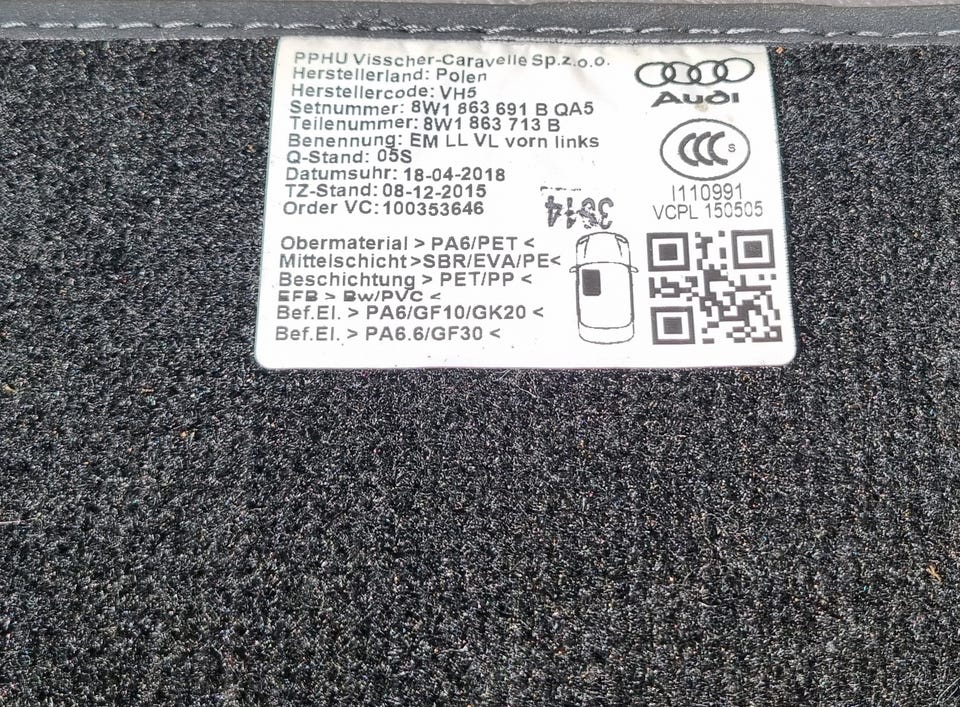 PPHU Visscher-Caravelle Sp.z.o.o.
Herstellerland: Polen
Herstellercode: VH5
Setnummer: 8W1 863 691 B QA5
Teilenummer: 8W1 863 713 B
Benennung: EM LL VL vorn links
Q-Stand: 05S
Datumsuhr: 18-04-2018
TZ-Stand: 08-12-2015
Order VC: 100353646
Audi
CCC S
I110991
VCPL 150505
3814
Obermaterial > PA6/PET <
Mittelschicht >SBR/EVA/PE<
Beschichtung > PET/PP <
EFB > Bw/PVC <
Bef.El. > PA6/GF10/GK20 <
Bef.El. > PA6.6/GF30 <